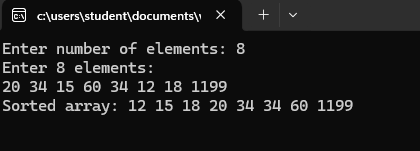 c:\users\student\documents\
Enter number of elements: 8
Enter 8 elements:
20 34 15 60 34 12 18 1199
Sorted array: 12 15 18 20 34 34 60 1199